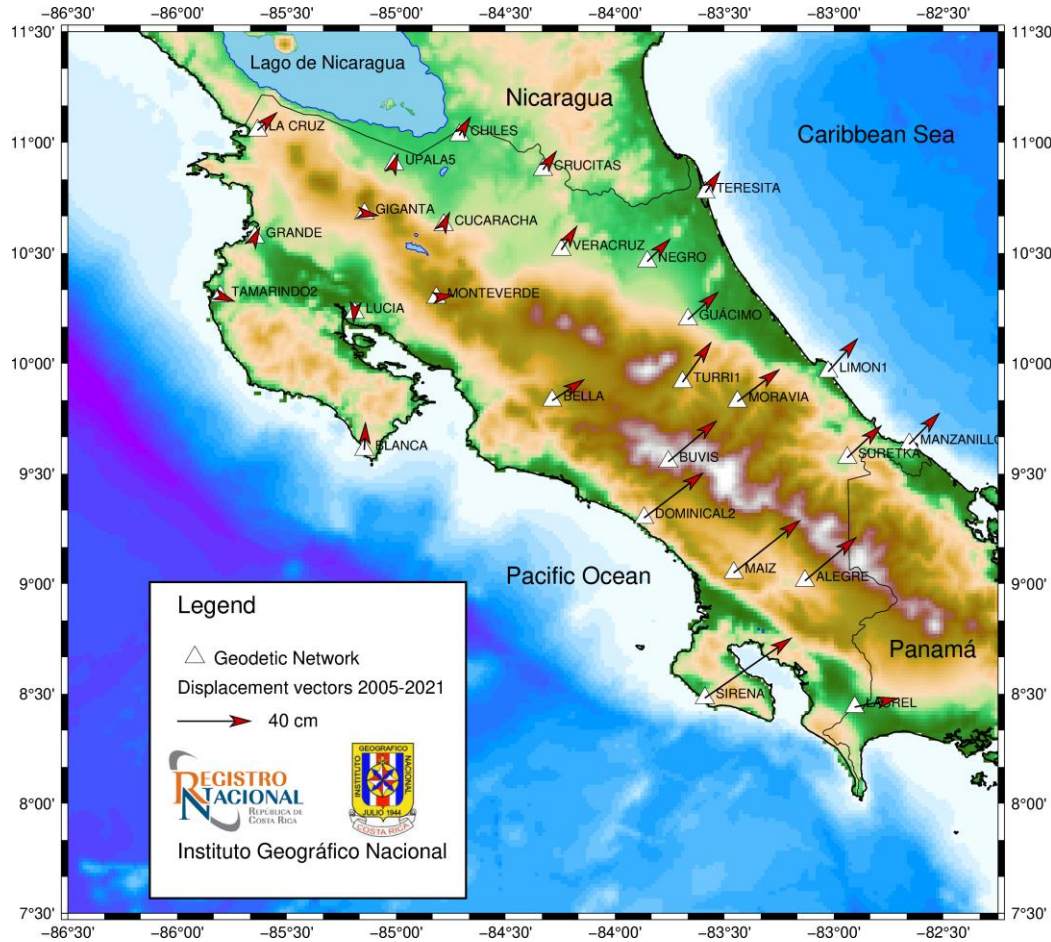 −86°30' −86°00' −85°30' −85°00' −84°30' −84°00' −83°30' −83°00' −82°30'
11°30' 11°30'
Lago de Nicaragua
Nicaragua
Caribbean Sea
LA CRUZ
CHILES
11°00' 11°00'
UPALA5
CRUCITAS
TERESITA
GIGANTA
CUCARACHA
GRANDE
VERACRUZ
NEGRO
10°30' 10°30'
TAMARINDO2
MONTEVERDE
LUCIA
GUÁCIMO
10°00' 10°00'
LIMON1
TURRI1
BELLA
MORAVIA
BLANCA
MANZANILLO
SURETKA
BUVIS
9°30' 9°30'
DOMINICAL2
Pacific Ocean
MAIZ
ALEGRE
9°00' 9°00'
Panamá
SIRENA
LAUREL
8°30' 8°30'
8°00' 8°00'
7°30' 7°30'
−86°30' −86°00' −85°30' −85°00' −84°30' −84°00' −83°30' −83°00' −82°30'
Legend
Geodetic Network
Displacement vectors 2005-2021
40 cm
REGISTRO
NACIONAL
REPÚBLICA DE
COSTA RICA
INSTITUTO GEOGRAFICO NACIONAL
JULIO 1944
COSTA RICA
Instituto Geográfico Nacional